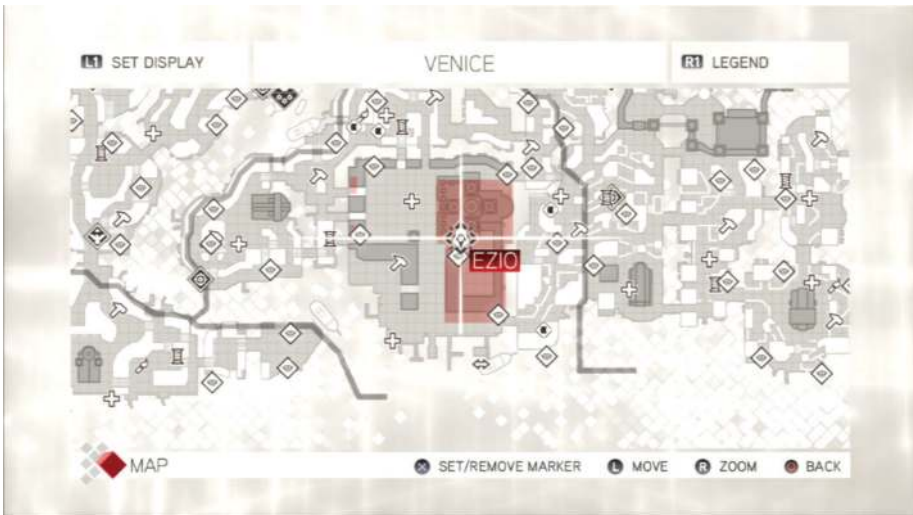 L1 SET DISPLAY
VENICE
R1 LEGEND
EZIO
MAP
SET/REMOVE MARKER
L MOVE
R ZOOM
BACK